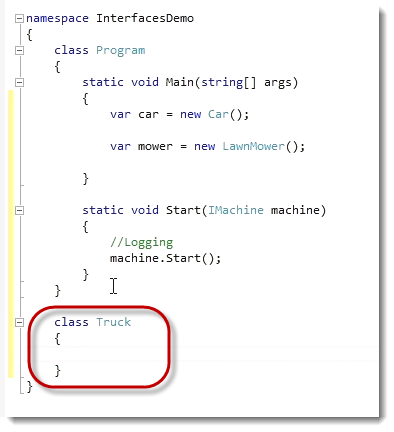 namespace InterfacesDemo
{
class Program
{
static void Main(string[] args)
{
var car = new Car();
var mower = new LawnMower();
}
static void Start(IMachine machine)
{
//Logging
machine.Start();
}
}
class Truck
{
}
}